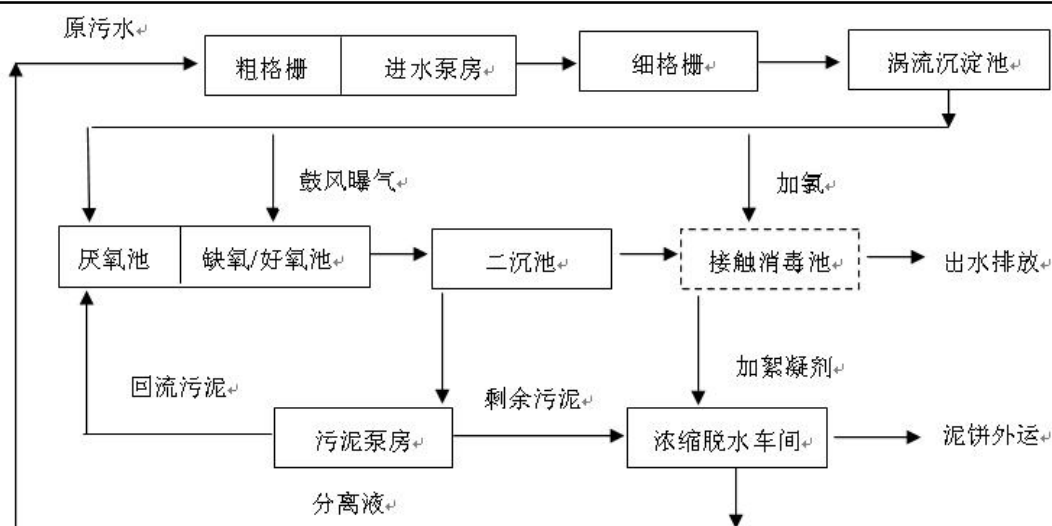 原污水
粗格栅 进水泵房 细格栅 涡流沉淀池
鼓风曝气 加氯
厌氧池 缺氧/好氧池 二沉池 接触消毒池 出水排放
回流污泥 剩余污泥 加絮凝剂
污泥泵房 浓缩脱水车间 泥饼外运
分离液